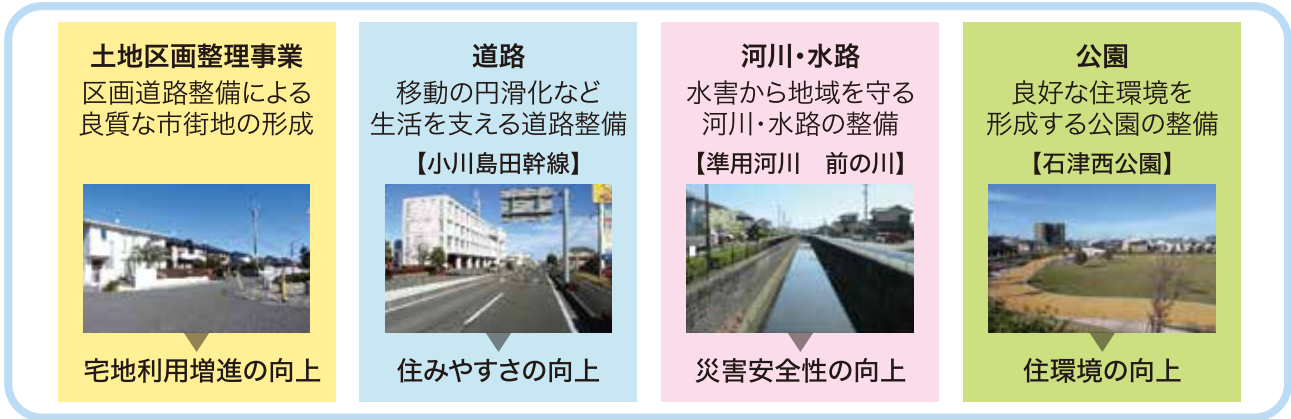 土地区画整理事業
区画道路整備による
良質な市街地の形成
宅地利用増進の向上
道路
移動の円滑化など
生活を支える道路整備
【小川島田幹線】
住みやすさの向上
河川・水路
水害から地域を守る
河川・水路の整備
【準用河川　前の川】
災害安全性の向上
公園
良好な住環境を
形成する公園の整備
【石津西公園】
住環境の向上